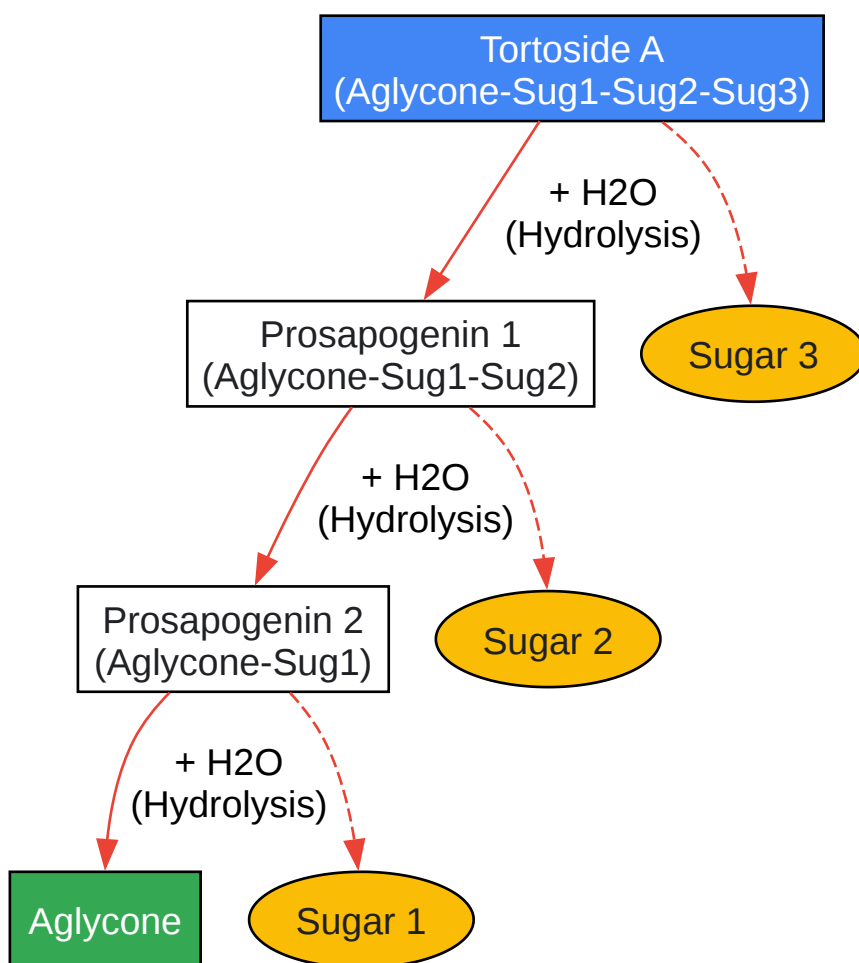 Tortoside A
(Aglycone-Sug1-Sug2-Sug3)
+ H2O
(Hydrolysis)
Prosapogenin 1
(Aglycone-Sug1-Sug2)
Sugar 3
+ H2O
(Hydrolysis)
Prosapogenin 2
(Aglycone-Sug1)
Sugar 2
+ H2O
(Hydrolysis)
Aglycone
Sugar 1